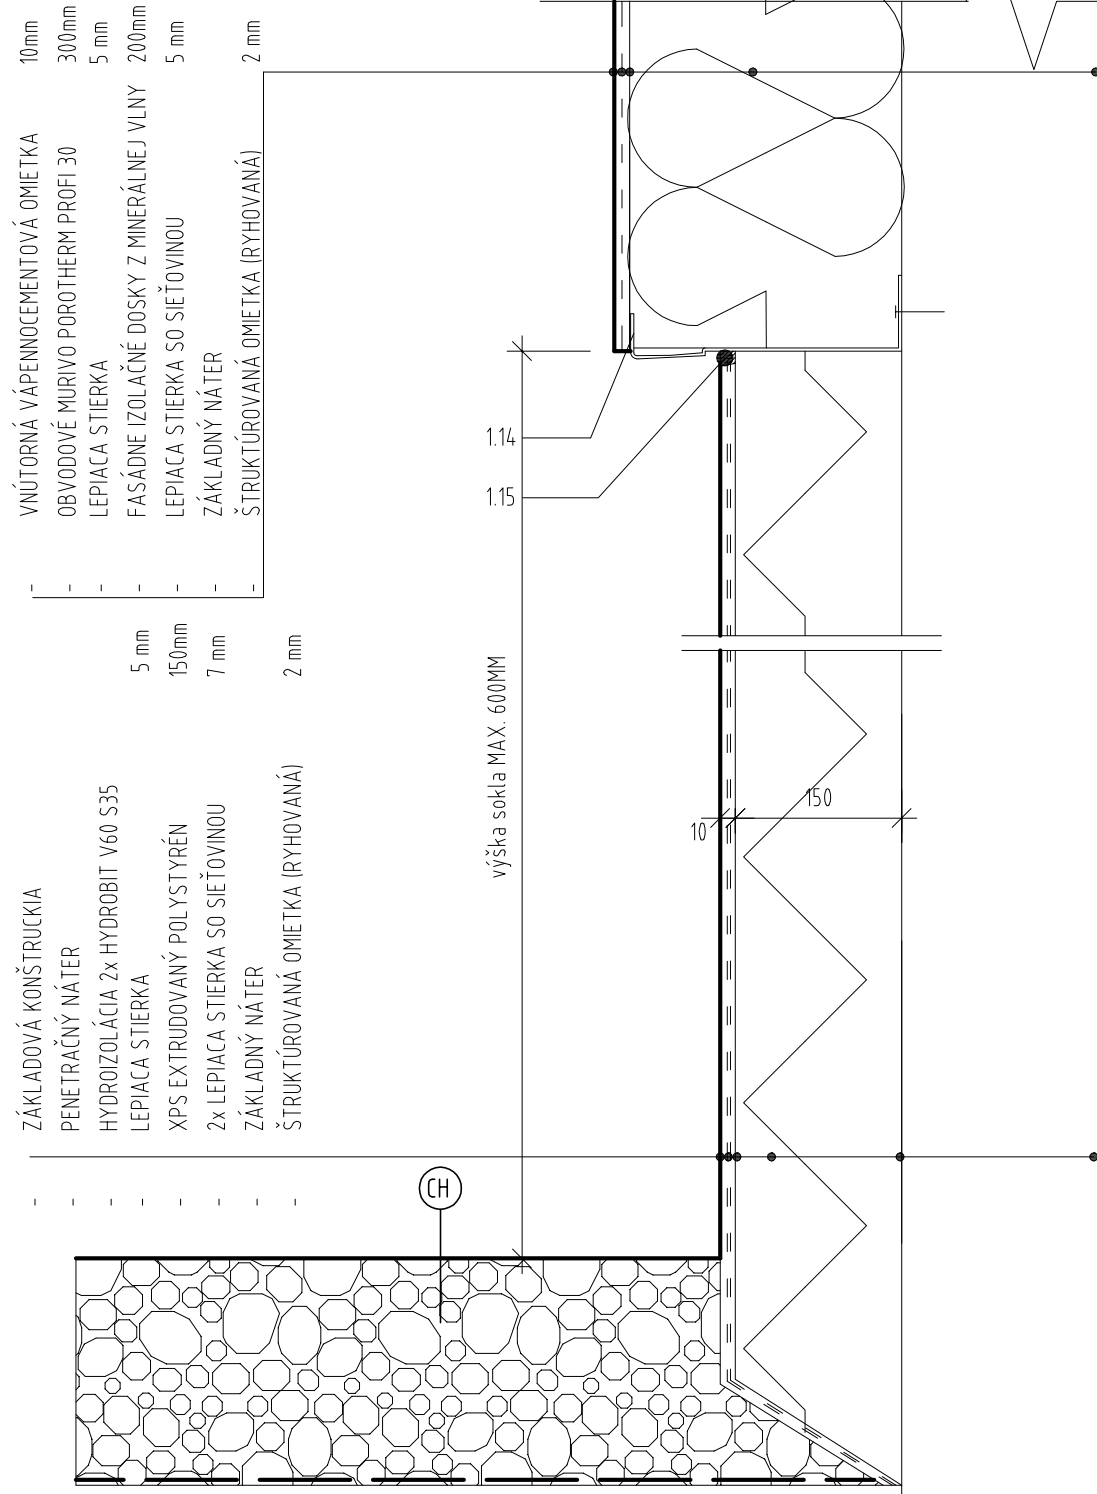 VNÚTORNÁ VÁPENNOCEMENTOVÁ OMIETKA 10mm
OBVODOVÉ MURIVO POROTHERM PROFI 30 300mm
LEPIACA STIERKA 5 mm
FASÁDNE IZOLAČNÉ DOSKY Z MINERÁLNEJ VLNY 200mm
LEPIACA STIERKA SO SIEŤOVINOU 5 mm
ZÁKLADNÝ NÁTER
ŠTRUKTÚROVANÁ OMIETKA (RYHOVANÁ) 2 mm
ZÁKLADOVÁ KONŠTRUCKIA
PENETRAČNÝ NÁTER
HYDROIZOLÁCIA 2x HYDROBIT V60 S35
LEPIACA STIERKA 5 mm
XPS EXTRUDOVANÝ POLYSTYRÉN 150mm
2x LEPIACA STIERKA SO SIEŤOVINOU 7 mm
ZÁKLADNÝ NÁTER
ŠTRUKTÚROVANÁ OMIETKA (RYHOVANÁ) 2 mm
1.14
1.15
výška sokla MAX. 600MM
10
150
CH